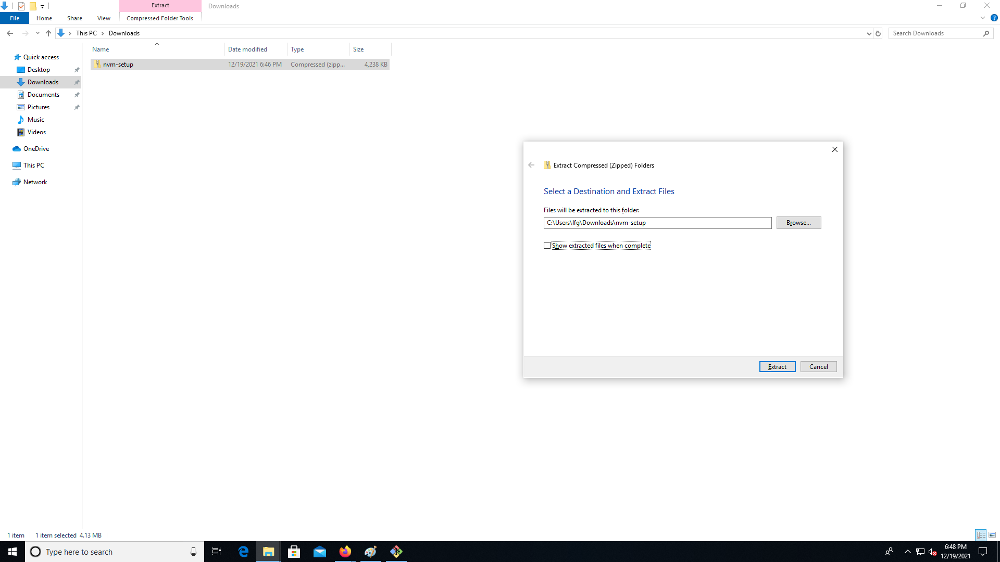 Extract
Downloads
File
Home
Share
View
Compressed Folder Tools
This PC
Downloads
Search Downloads
Name
Date modified
Type
Size
nvm-setup
12/19/2021 6:46 PM
Compressed (zipp...
4,238 KB
Quick access
Desktop
Downloads
Documents
Pictures
Music
Videos
OneDrive
This PC
Network
Extract Compressed (Zipped) Folders
Select a Destination and Extract Files
Files will be extracted to this folder:
C:\Users\lfg\Downloads\nvm-setup
Browse...
Show extracted files when complete
Extract
Cancel
1 item
1 item selected 4.13 MB
Type here to search
6:48 PM
12/19/2021